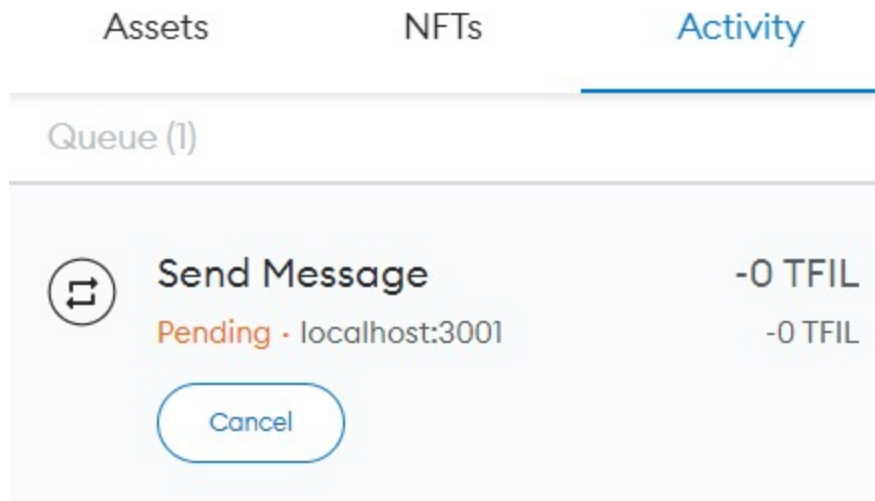 Assets NFTs Activity
Queue (1)
Send Message -0 TFIL
Pending · localhost:3001 -0 TFIL
Cancel